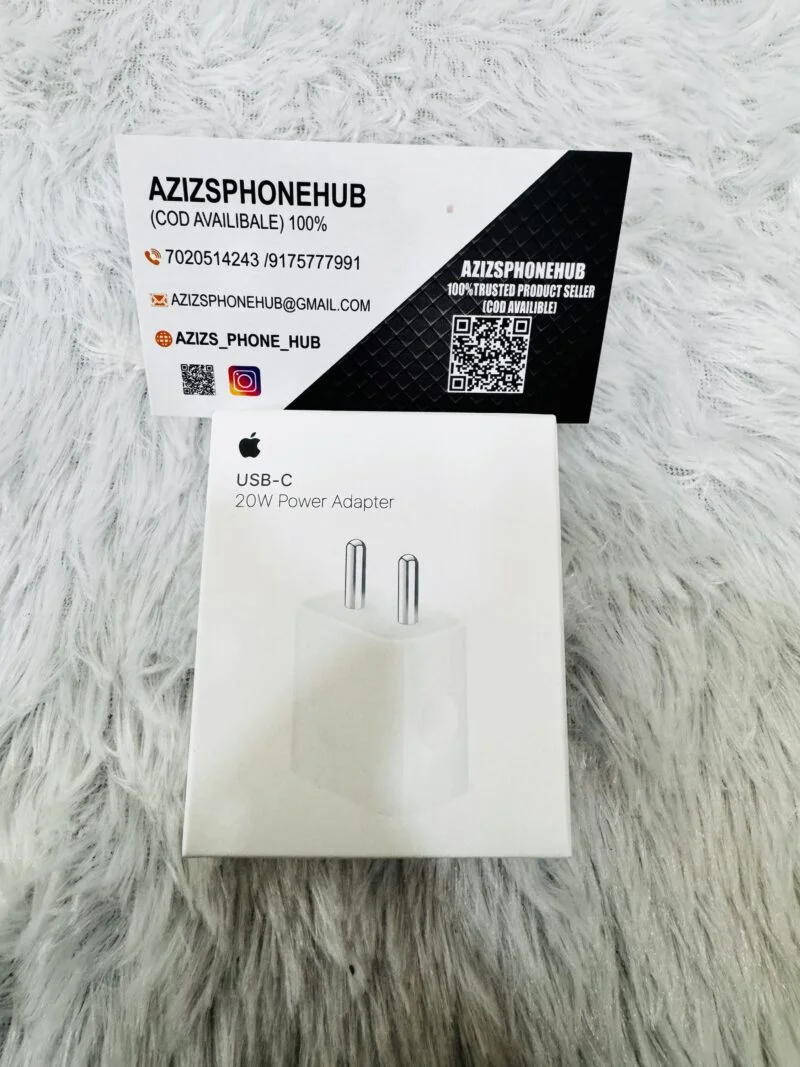 AZIZSPHONEHUB
(COD AVAILIBALE) 100%
7020514243 /9175777991
AZIZSPHONEHUB@GMAIL.COM
AZIZS_PHONE_HUB
AZIZSPHONEHUB
100%TRUSTED PRODUCT SELLER
(COD AVAILIBLE)
USB-C
20W Power Adapter